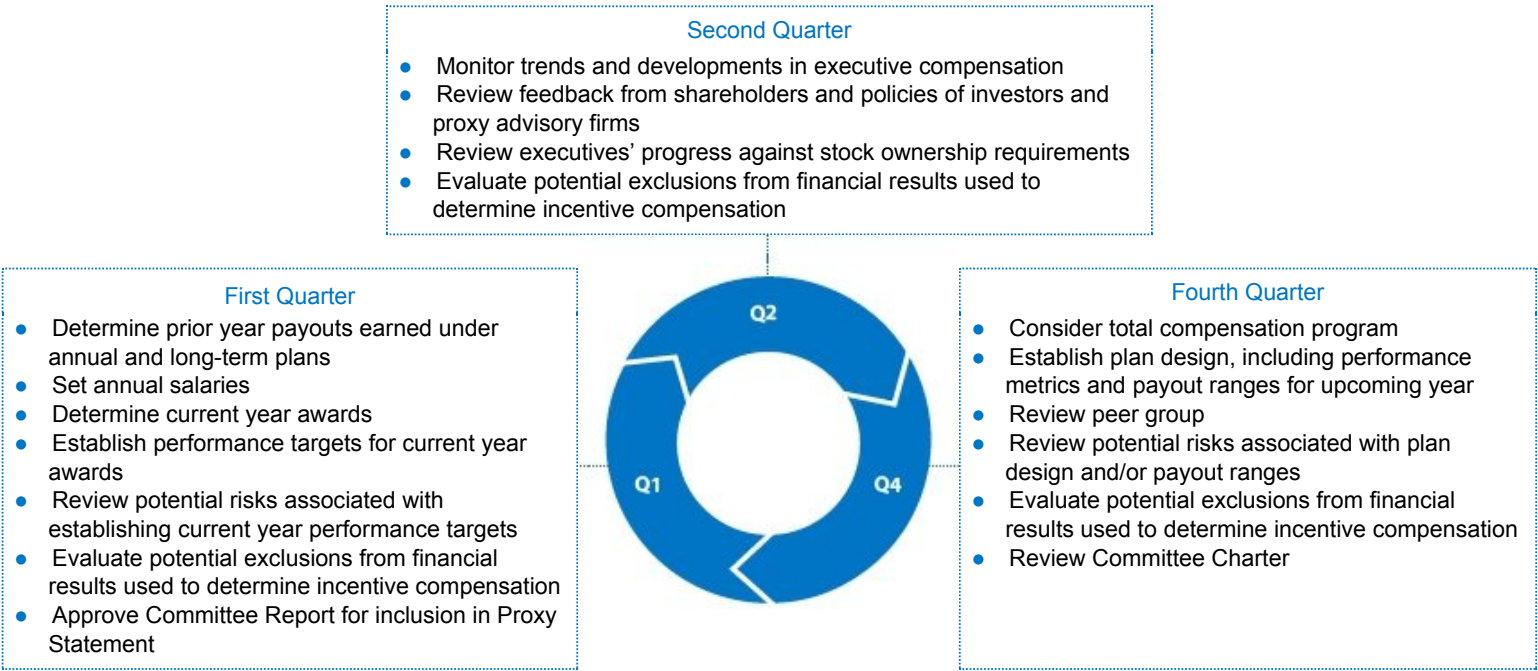 Second Quarter
● Monitor trends and developments in executive compensation
● Review feedback from shareholders and policies of investors and
proxy advisory firms
● Review executives’ progress against stock ownership requirements
● Evaluate potential exclusions from financial results used to
determine incentive compensation
First Quarter
● Determine prior year payouts earned under
annual and long-term plans
● Set annual salaries
● Determine current year awards
● Establish performance targets for current year
awards
● Review potential risks associated with
establishing current year performance targets
● Evaluate potential exclusions from financial
results used to determine incentive compensation
● Approve Committee Report for inclusion in Proxy
Statement
Q2
Q1
Q4
Fourth Quarter
● Consider total compensation program
● Establish plan design, including performance
metrics and payout ranges for upcoming year
● Review peer group
● Review potential risks associated with plan
design and/or payout ranges
● Evaluate potential exclusions from financial
results used to determine incentive compensation
● Review Committee Charter